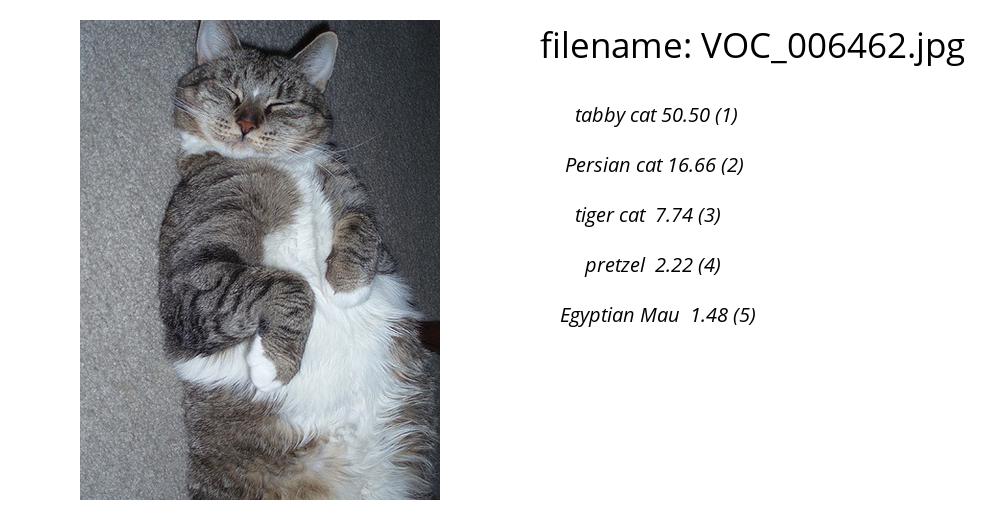 filename: VOC_006462.jpg
tabby cat 50.50 (1)
Persian cat 16.66 (2)
tiger cat 7.74 (3)
pretzel 2.22 (4)
Egyptian Mau 1.48 (5)